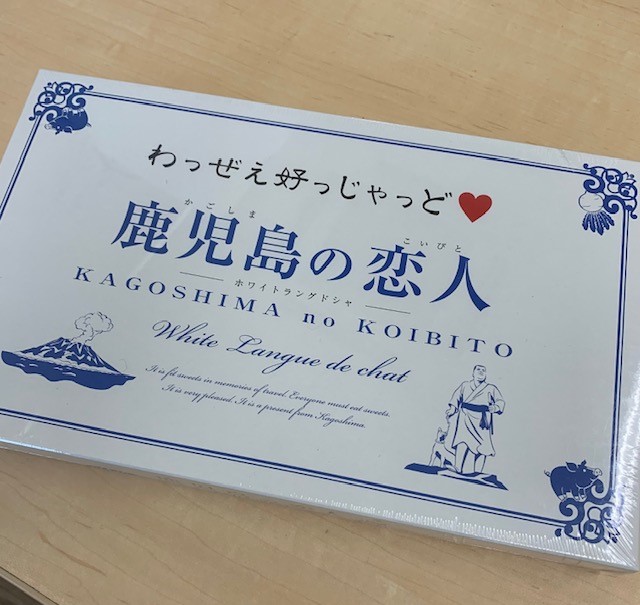 わっぜえ好っじゃっど♥
かごしま こいびと
鹿児島の恋人
ホワイトラングドシャ
KAGOSHIMA no KOIBITO
White Langue de chat
It is fit sweets in memories of travel. Everyone must eat sweets.
It is very pleased. It is a present from Kagoshima.